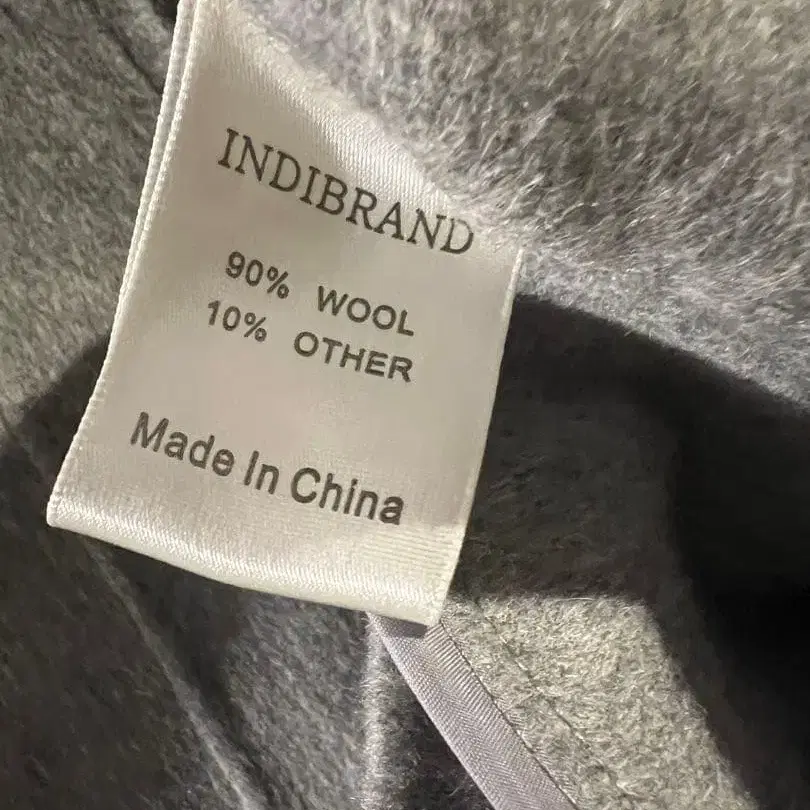 INDIBRAND
90% WOOL
10% OTHER
Made In China